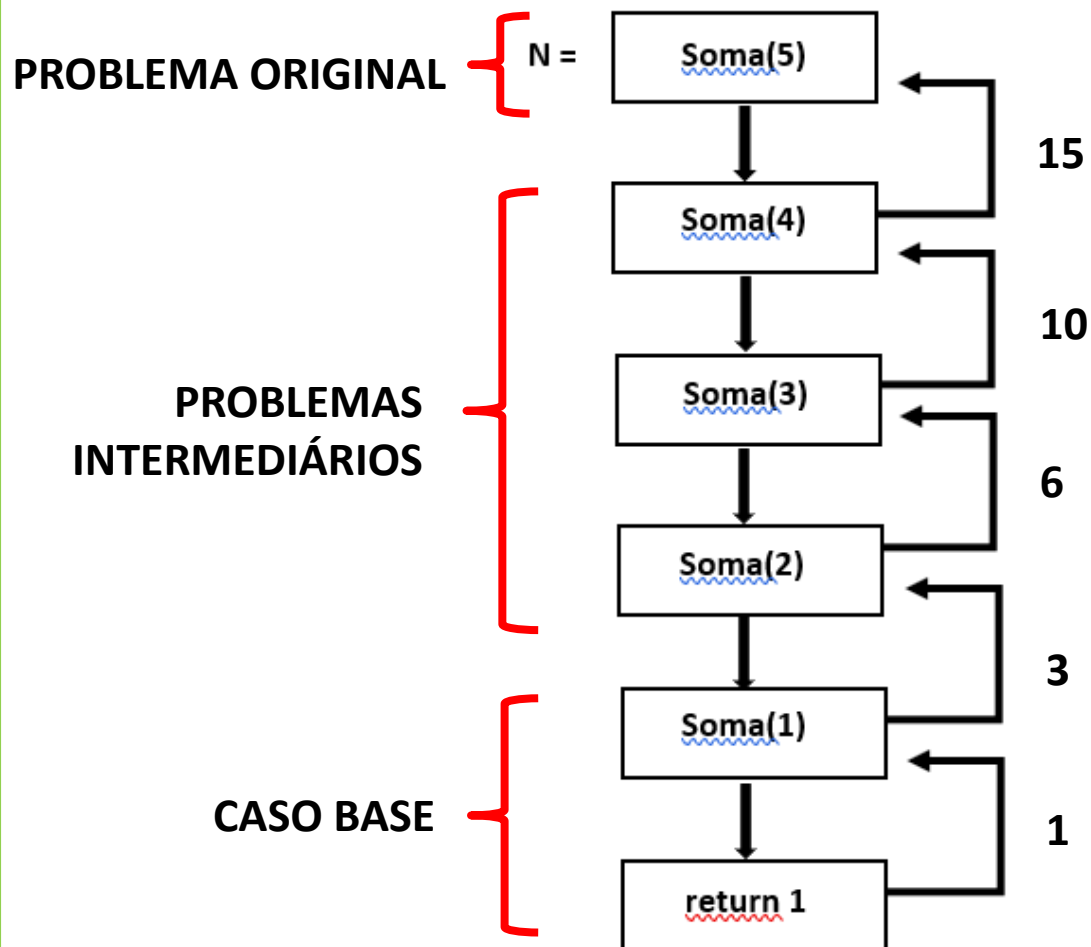 PROBLEMA ORIGINAL
N =
Soma(5)
15
Soma(4)
10
PROBLEMAS
INTERMEDIÁRIOS
Soma(3)
6
Soma(2)
3
Soma(1)
CASO BASE
1
return 1